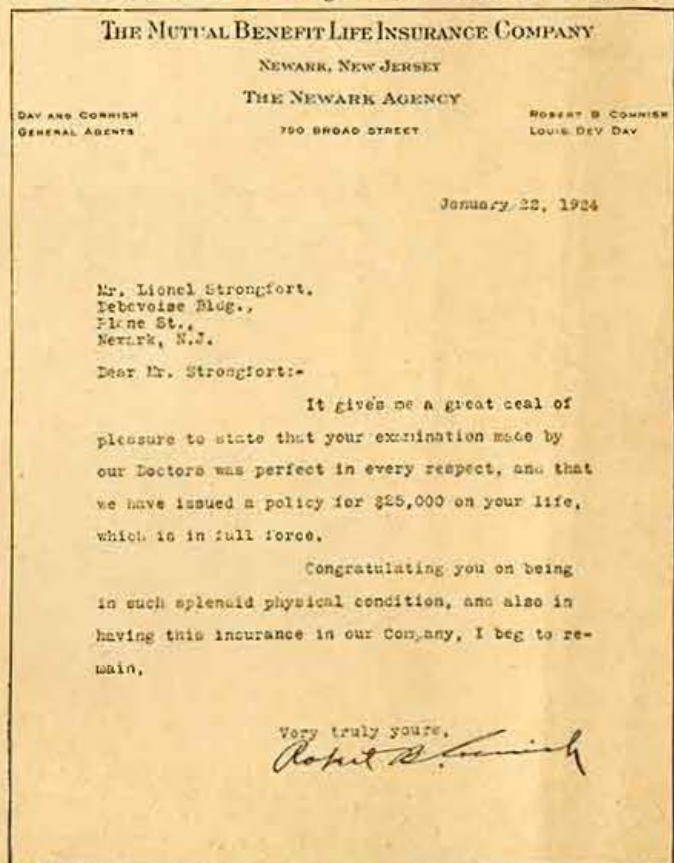 THE MUTUAL BENEFIT LIFE INSURANCE COMPANY
NEWARK, NEW JERSEY
THE NEWARK AGENCY
DAY AND CORNISH
GENERAL AGENTS
790 BROAD STREET
ROBERT B CORNISH
LOUIS DEV DAY
January 22, 1924
Mr. Lionel Strongfort,
Debevoise Bldg.,
Plane St.,
Newark, N.J.
Dear Mr. Strongfort:-
It gives me a great deal of
pleasure to state that your examination made by
our Doctors was perfect in every respect, and that
we have issued a policy for $25,000 on your life,
which is in full force.
Congratulating you on being
in such splendid physical condition, and also in
having this insurance in our Company, I beg to re-
main,
Very truly yours,
Robert B. Cornish